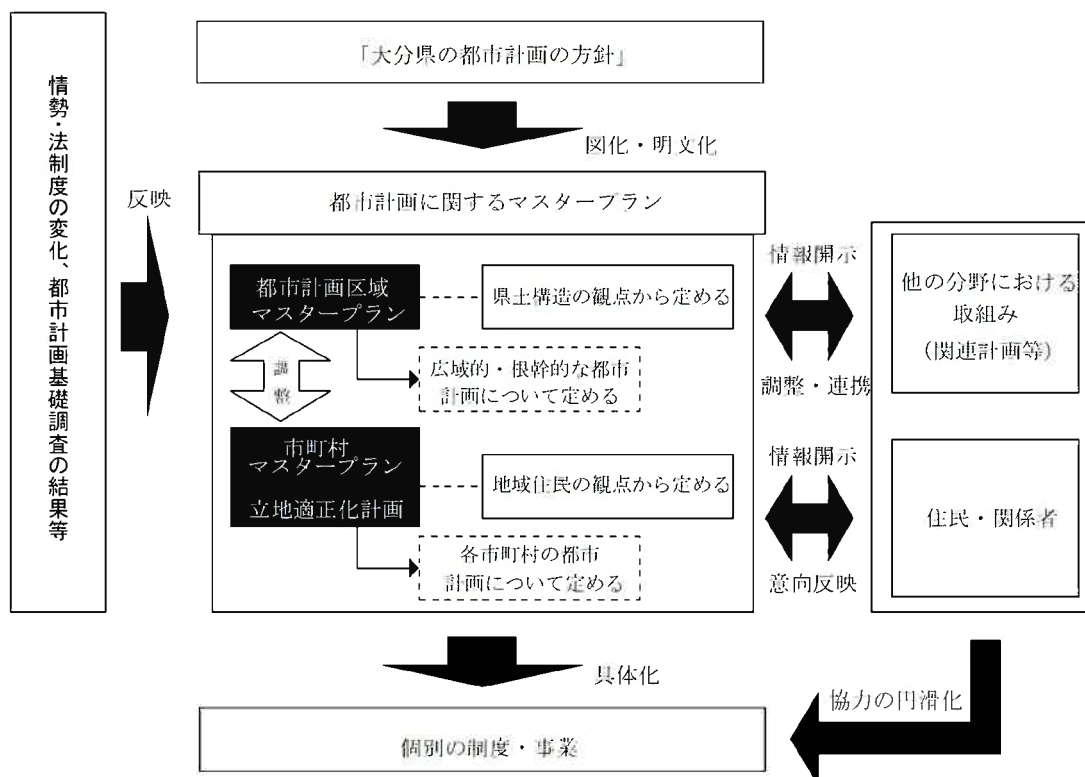 「大分県の都市計画の方針」
図化・明文化
情勢・法制度の変化、都市計画基礎調査の結果等
反映
都市計画に関するマスタープラン
都市計画区域
マスタープラン
県土構造の観点から定める
広域的・根幹的な都市
計画について定める
調
整
市町村
マスタープラン
立地適正化計画
地域住民の観点から定める
各市町村の都市
計画について定める
情報開示
調整・連携
他の分野における
取組み
(関連計画等)
情報開示
意向反映
住民・関係者
具体化
協力の円滑化
個別の制度・事業